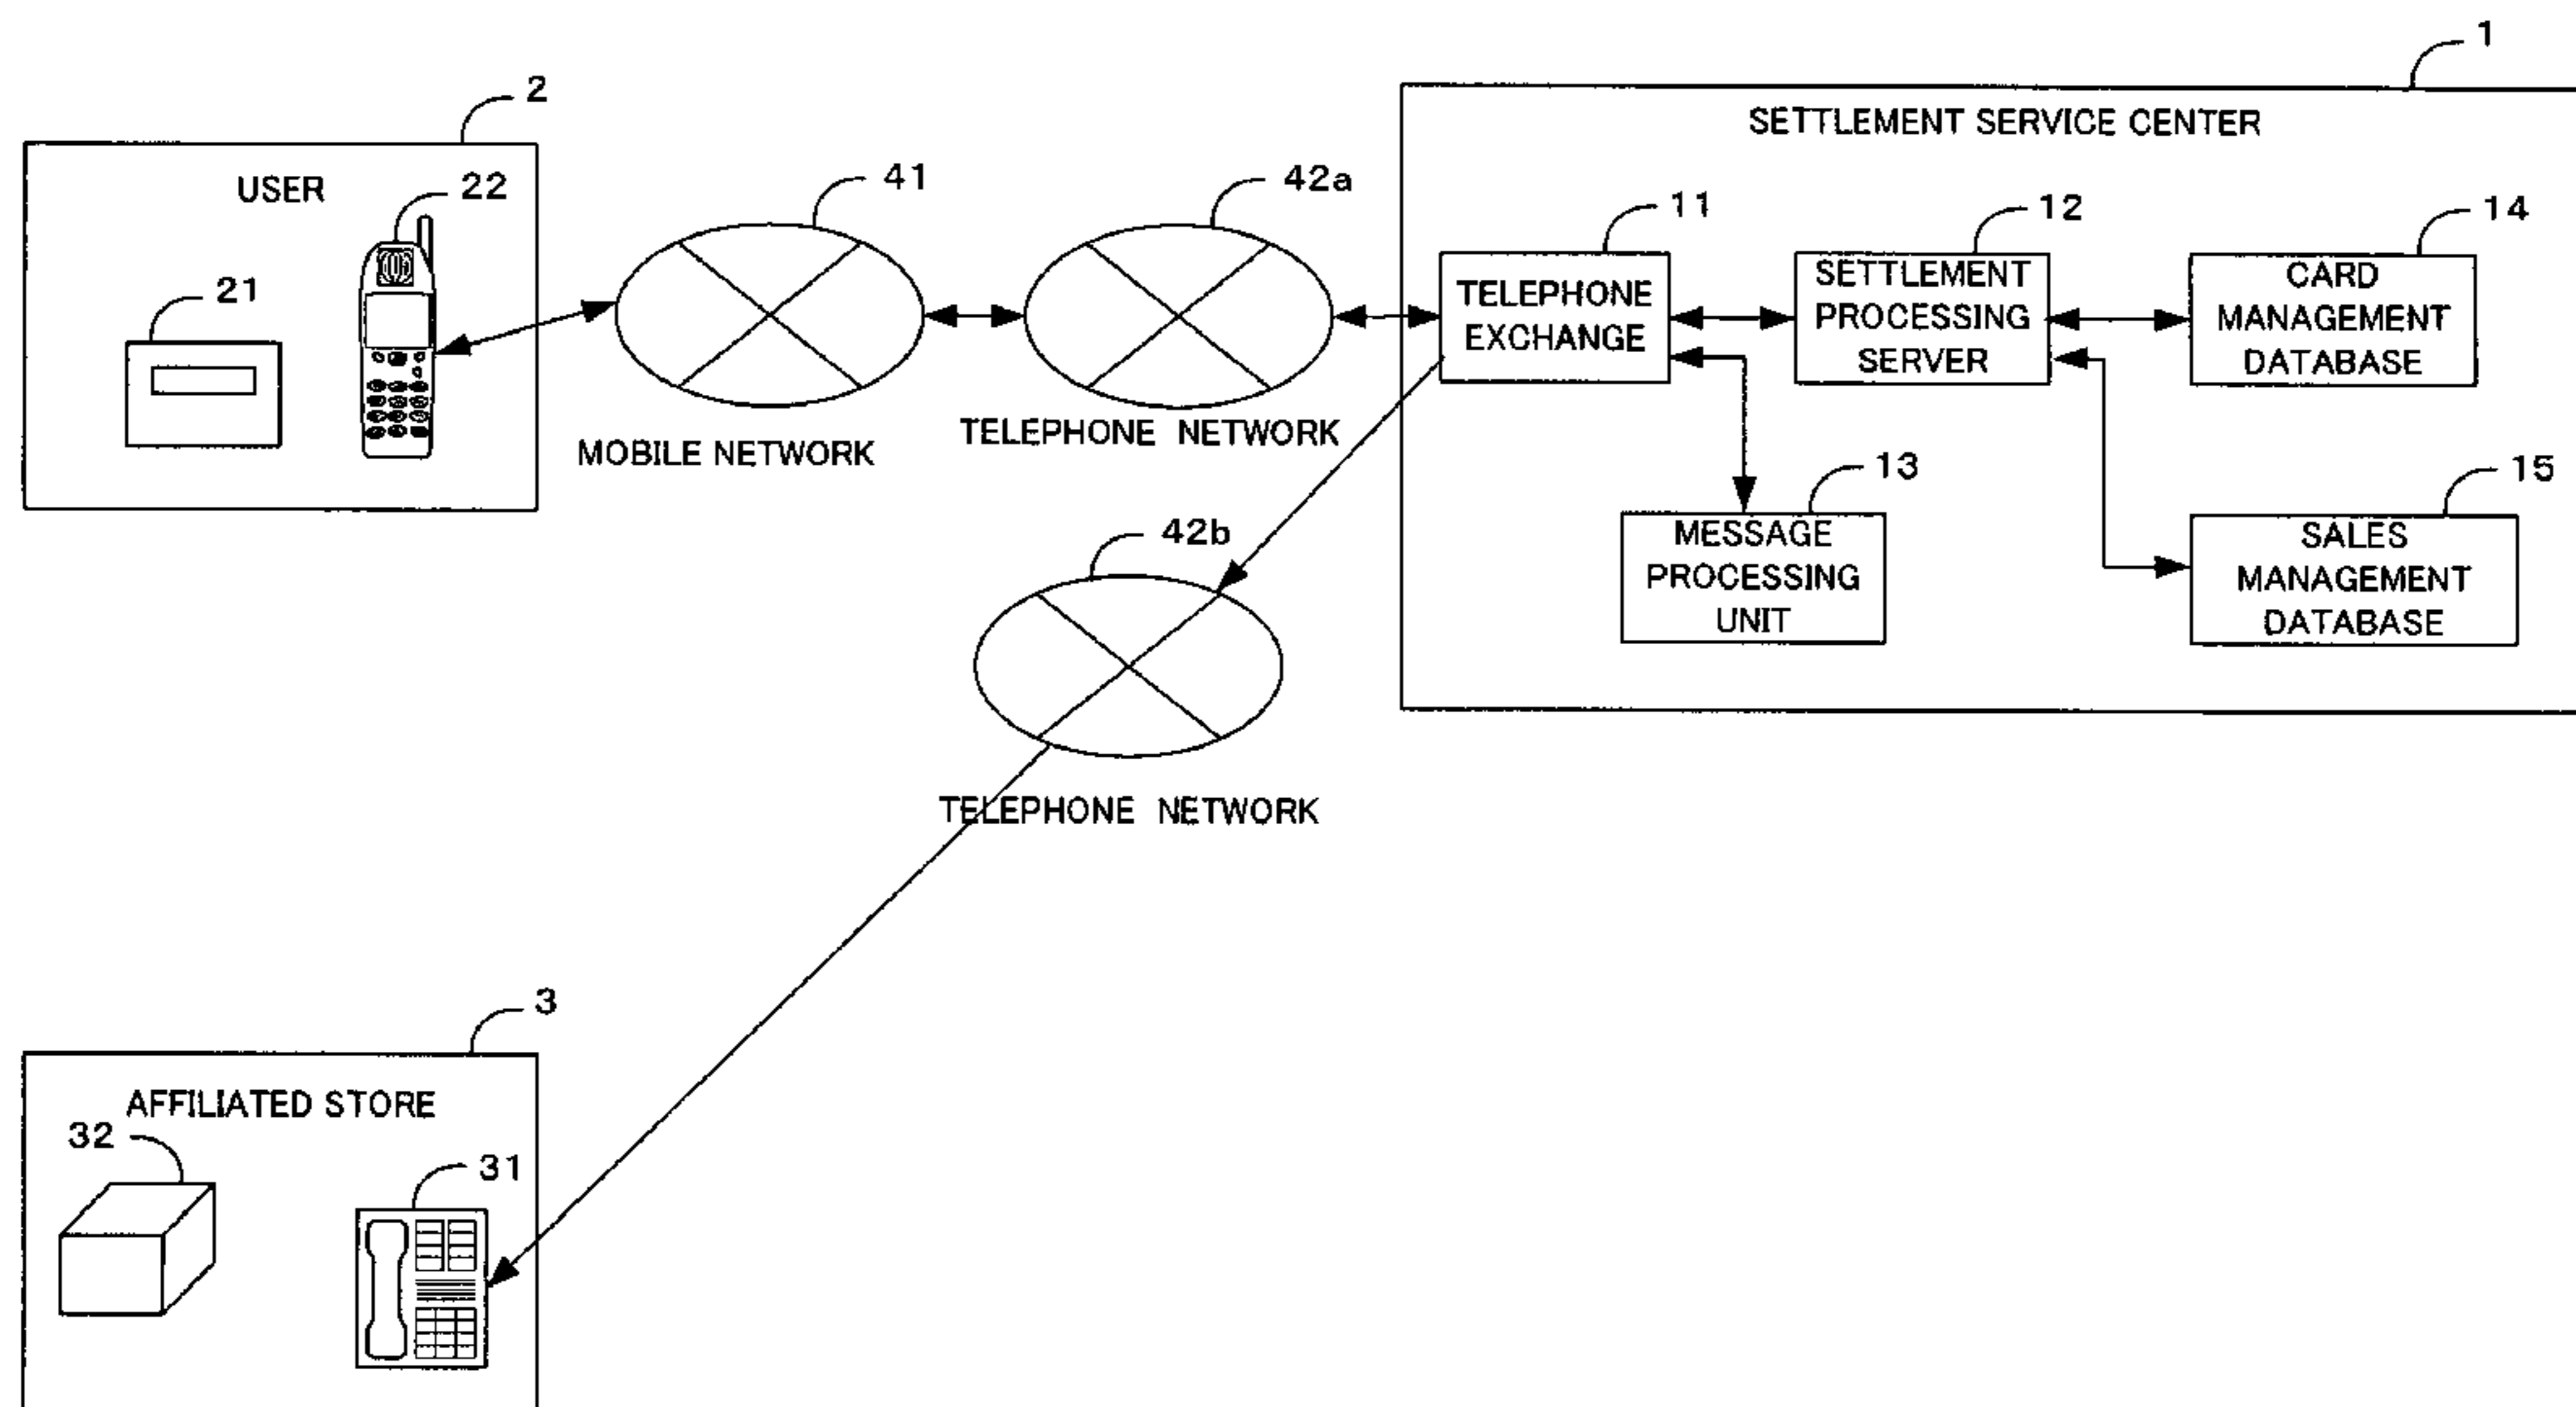 1
SETTLEMENT SERVICE CENTER
2
USER
22
21
41
MOBILE NETWORK
42a
TELEPHONE NETWORK
11
TELEPHONE
EXCHANGE
12
SETTLEMENT
PROCESSING
SERVER
14
CARD
MANAGEMENT
DATABASE
13
MESSAGE
PROCESSING
UNIT
15
SALES
MANAGEMENT
DATABASE
42b
TELEPHONE NETWORK
3
AFFILIATED STORE
32
31